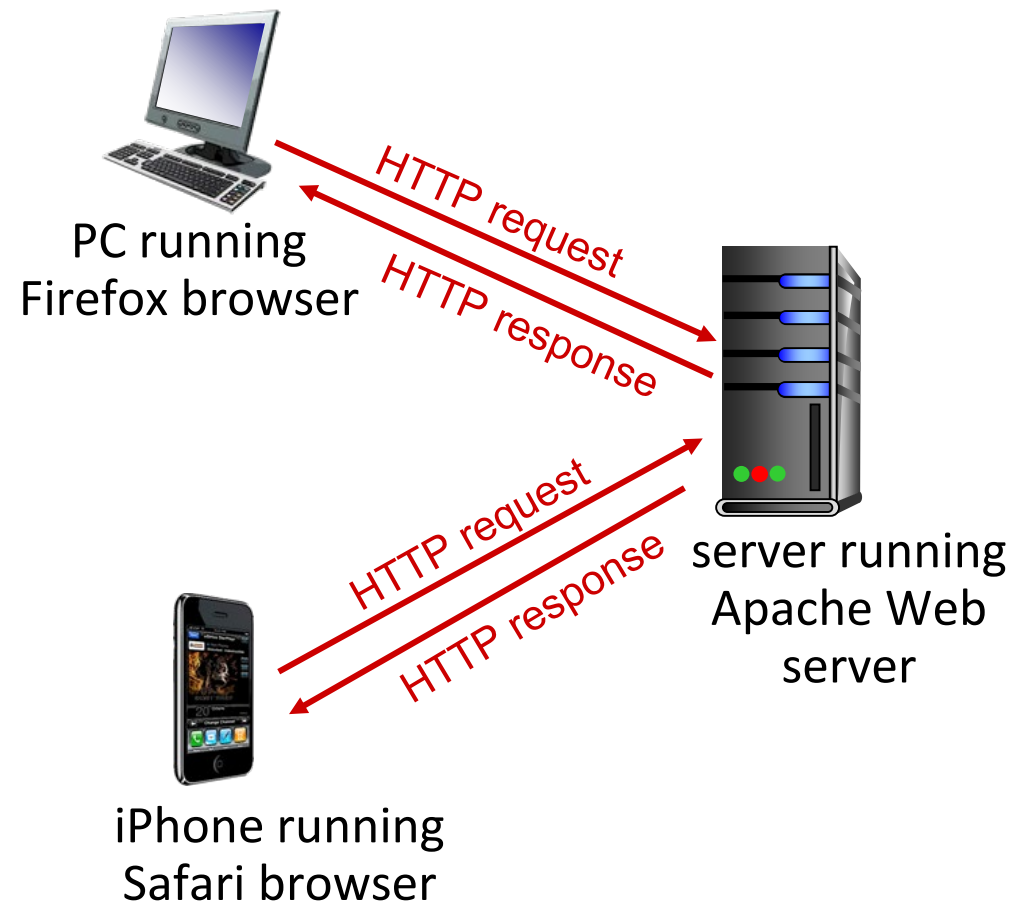 HTTP request
HTTP response
PC running
Firefox browser
HTTP request
HTTP response
server running
Apache Web
server
iPhone running
Safari browser